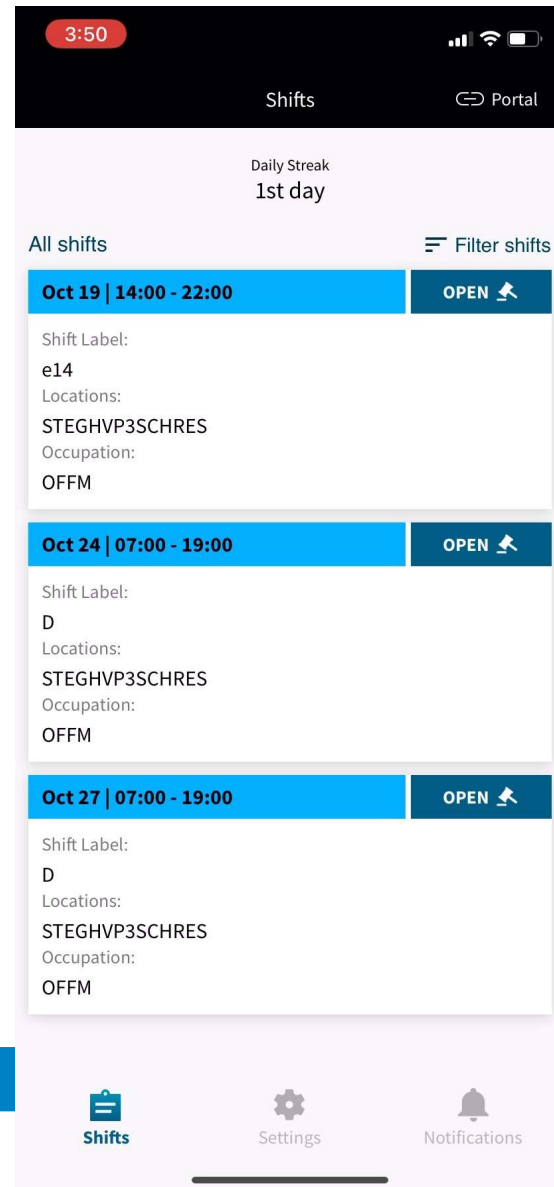 3:50
Shifts
Portal
Daily Streak
1st day
All shifts
Filter shifts
Oct 19 | 14:00 - 22:00
OPEN
Shift Label:
e14
Locations:
STEGHVP3SCHRES
Occupation:
OFFM
Oct 24 | 07:00 - 19:00
OPEN
Shift Label:
D
Locations:
STEGHVP3SCHRES
Occupation:
OFFM
Oct 27 | 07:00 - 19:00
OPEN
Shift Label:
D
Locations:
STEGHVP3SCHRES
Occupation:
OFFM
Shifts
Settings
Notifications